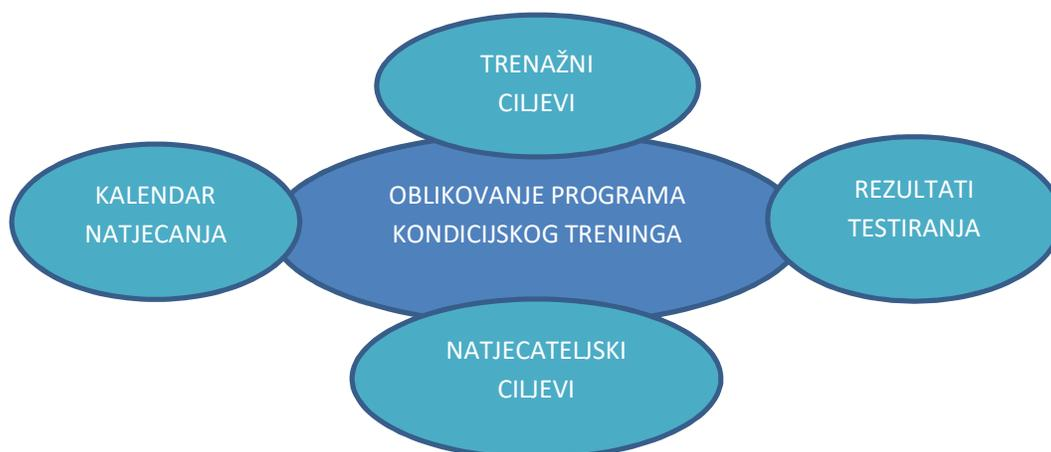 TRENAŽNI
CILJEVI
KALENDAR
NATJECANJA
OBLIKOVANJE PROGRAMA
KONDICIJSKOG TRENINGA
REZULTATI
TESTIRANJA
NATJECATELJSKI
CILJEVI